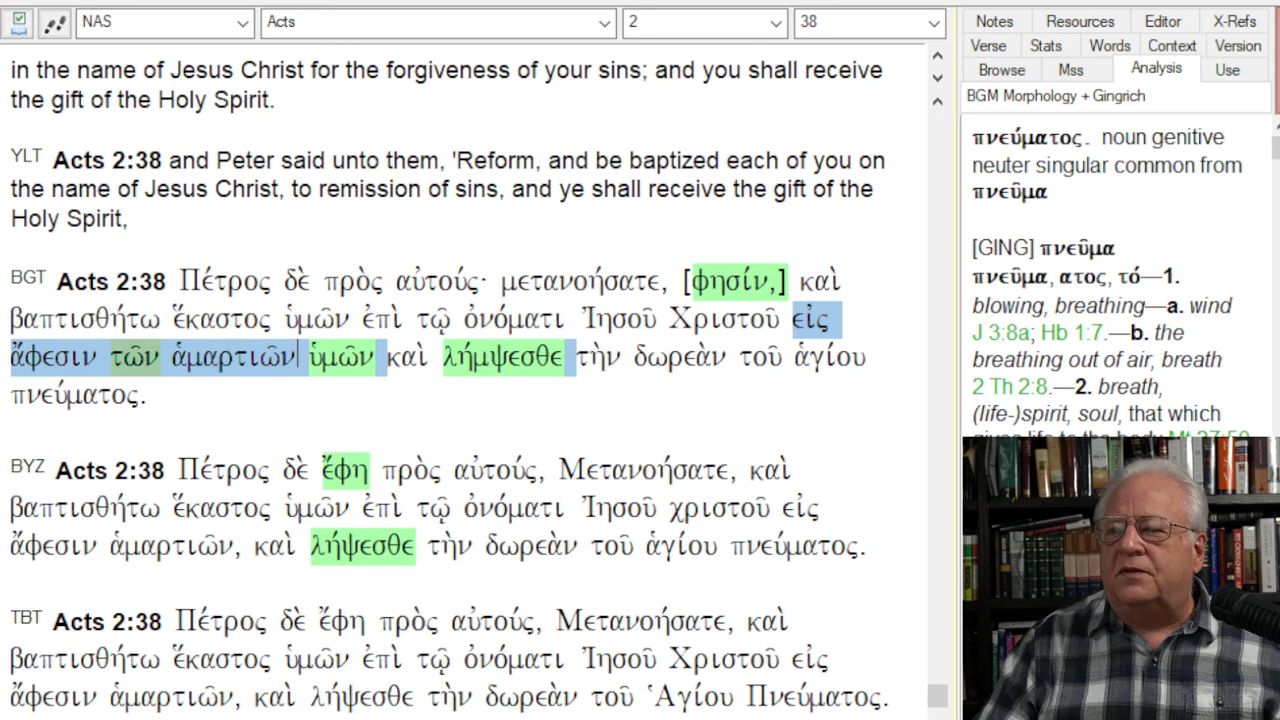 NAS Acts 2 38
in the name of Jesus Christ for the forgiveness of your sins; and you shall receive
the gift of the Holy Spirit.
YLT Acts 2:38 and Peter said unto them, 'Reform, and be baptized each of you on
the name of Jesus Christ, to remission of sins, and ye shall receive the gift of the
Holy Spirit,
BGT Acts 2:38 Πέτρος δὲ πρὸς αὐτούς· μετανοήσατε, [φησίν,] καὶ
βαπτισθήτω ἕκαστος ὑμῶν ἐπὶ τῷ ὀνόματι Ἰησοῦ Χριστοῦ εἰς
ἄφεσιν τῶν ἁμαρτιῶν ὑμῶν καὶ λήμψεσθε τὴν δωρεὰν τοῦ ἁγίου
πνεύματος.
BYZ Acts 2:38 Πέτρος δὲ ἔφη πρὸς αὐτούς, Μετανοήσατε, καὶ
βαπτισθήτω ἕκαστος ὑμῶν ἐπὶ τῷ ὀνόματι Ἰησοῦ χριστοῦ εἰς
ἄφεσιν ἁμαρτιῶν, καὶ λήψεσθε τὴν δωρεὰν τοῦ ἁγίου πνεύματος.
TBT Acts 2:38 Πέτρος δὲ ἔφη πρὸς αὐτούς, Μετανοήσατε, καὶ
βαπτισθήτω ἕκαστος ὑμῶν ἐπὶ τῷ ὀνόματι Ἰησοῦ Χριστοῦ εἰς
ἄφεσιν ἁμαρτιῶν, καὶ λήψεσθε τὴν δωρεὰν τοῦ Ἁγίου Πνεύματος.
Notes Resources Editor X-Refs
Verse Stats Words Context Version
Browse Mss Analysis Use
BGM Morphology + Gingrich
πνεύματος. noun genitive
neuter singular common from
πνεῦμα
[GING] πνεῦμα
πνεῦμα, ατος, τό—1.
blowing, breathing—a. wind
J 3:8a; Hb 1:7.—b. the
breathing out of air, breath
2 Th 2:8.—2. breath,
(life-)spirit, soul, that which
gives life to the body Mt 27:50